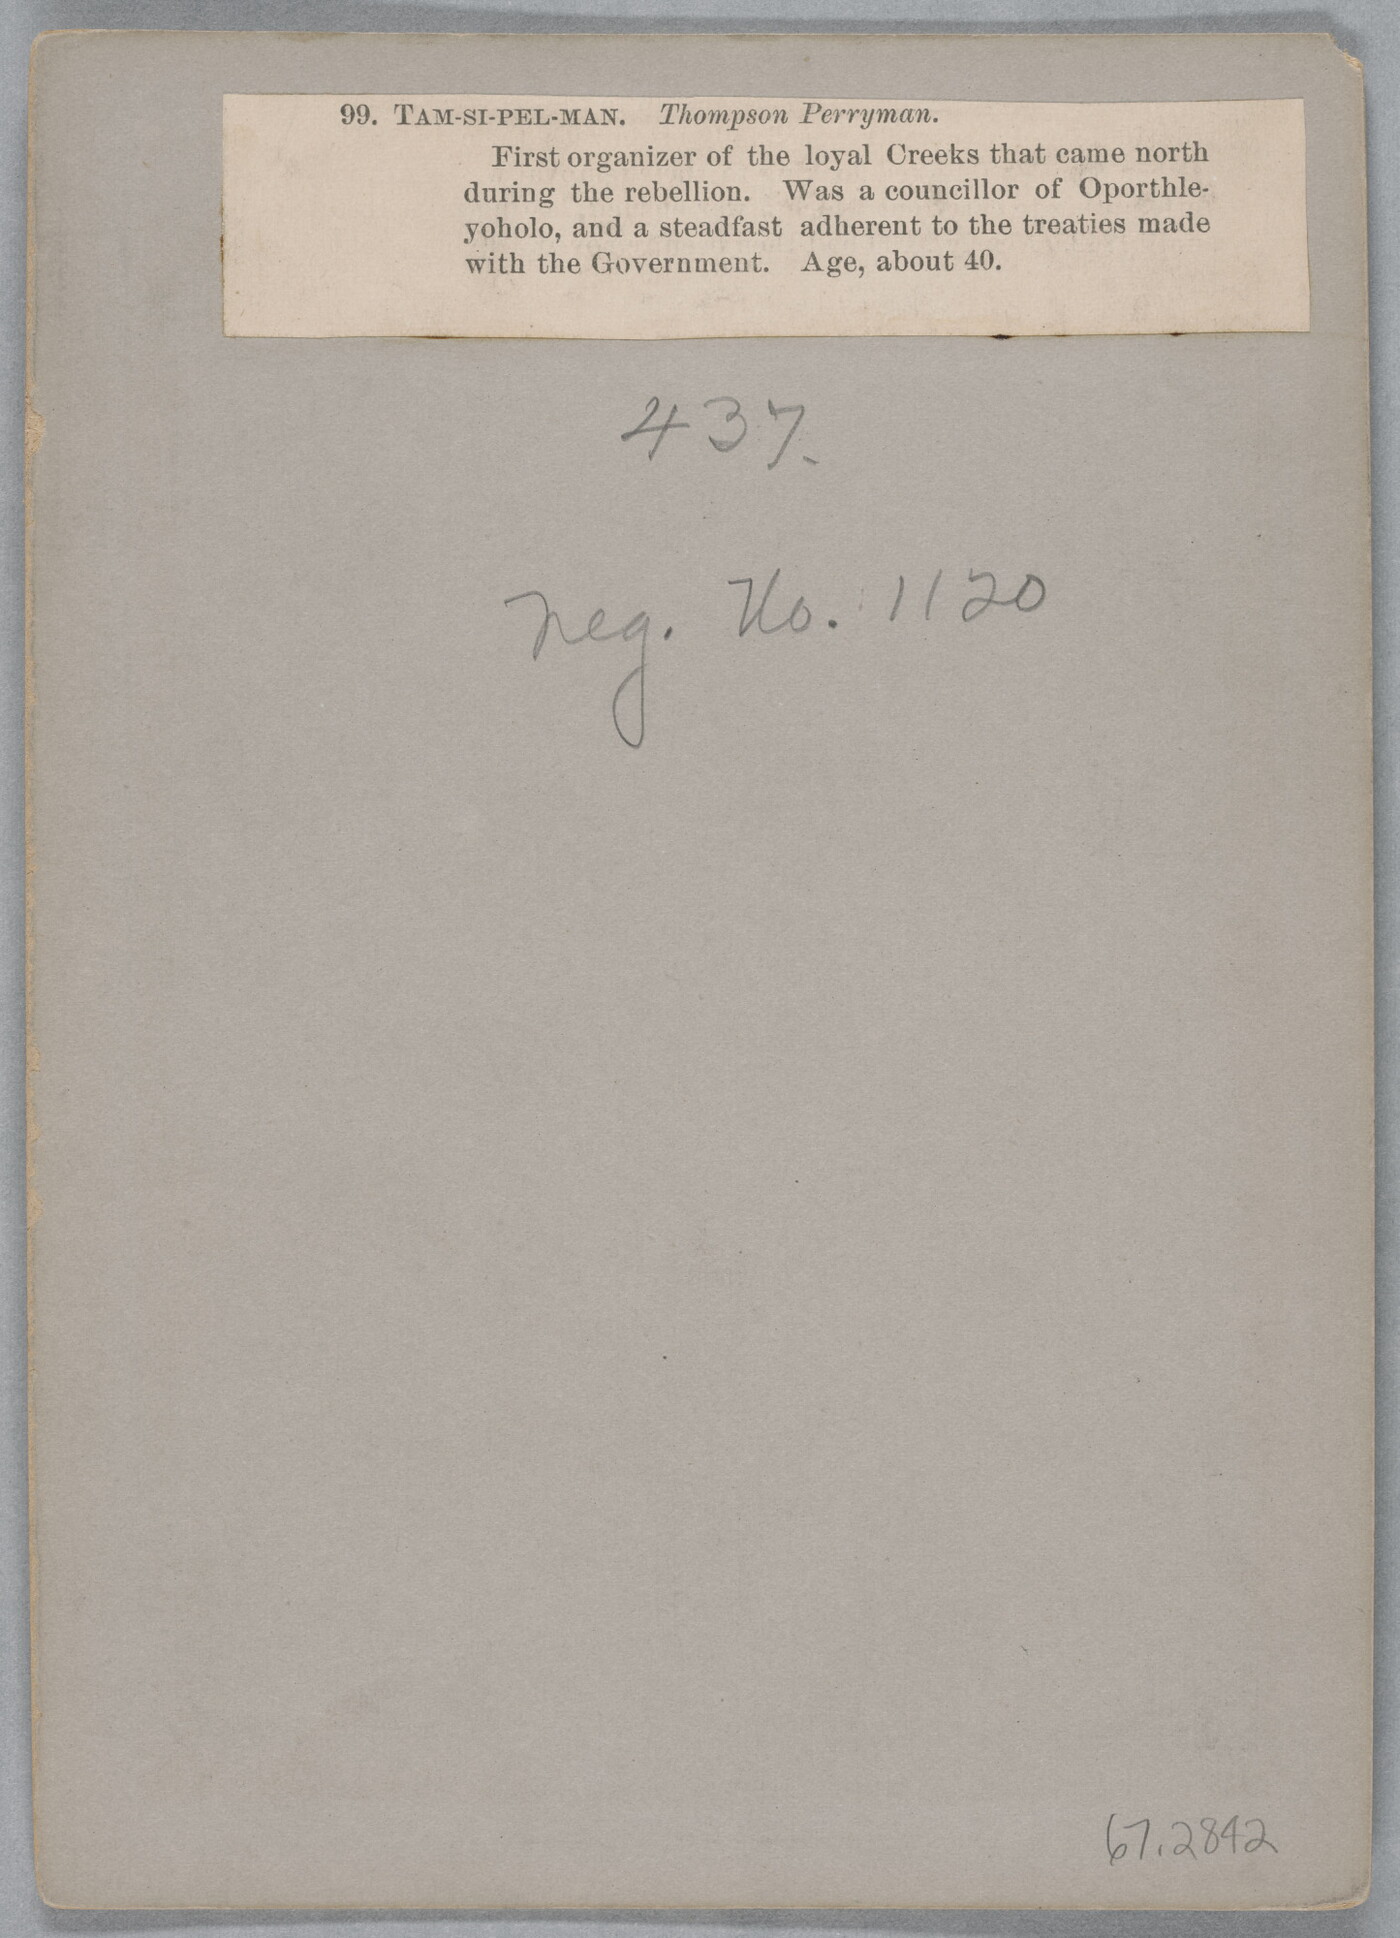 99. TAM-SI-PEL-MAN. Thompson Perryman.
First organizer of the loyal Creeks that came north
during the rebellion. Was a councillor of Oporthle-
yoholo, and a steadfast adherent to the treaties made
with the Government. Age, about 40.
437.
Neg. No. 1120
67.2842